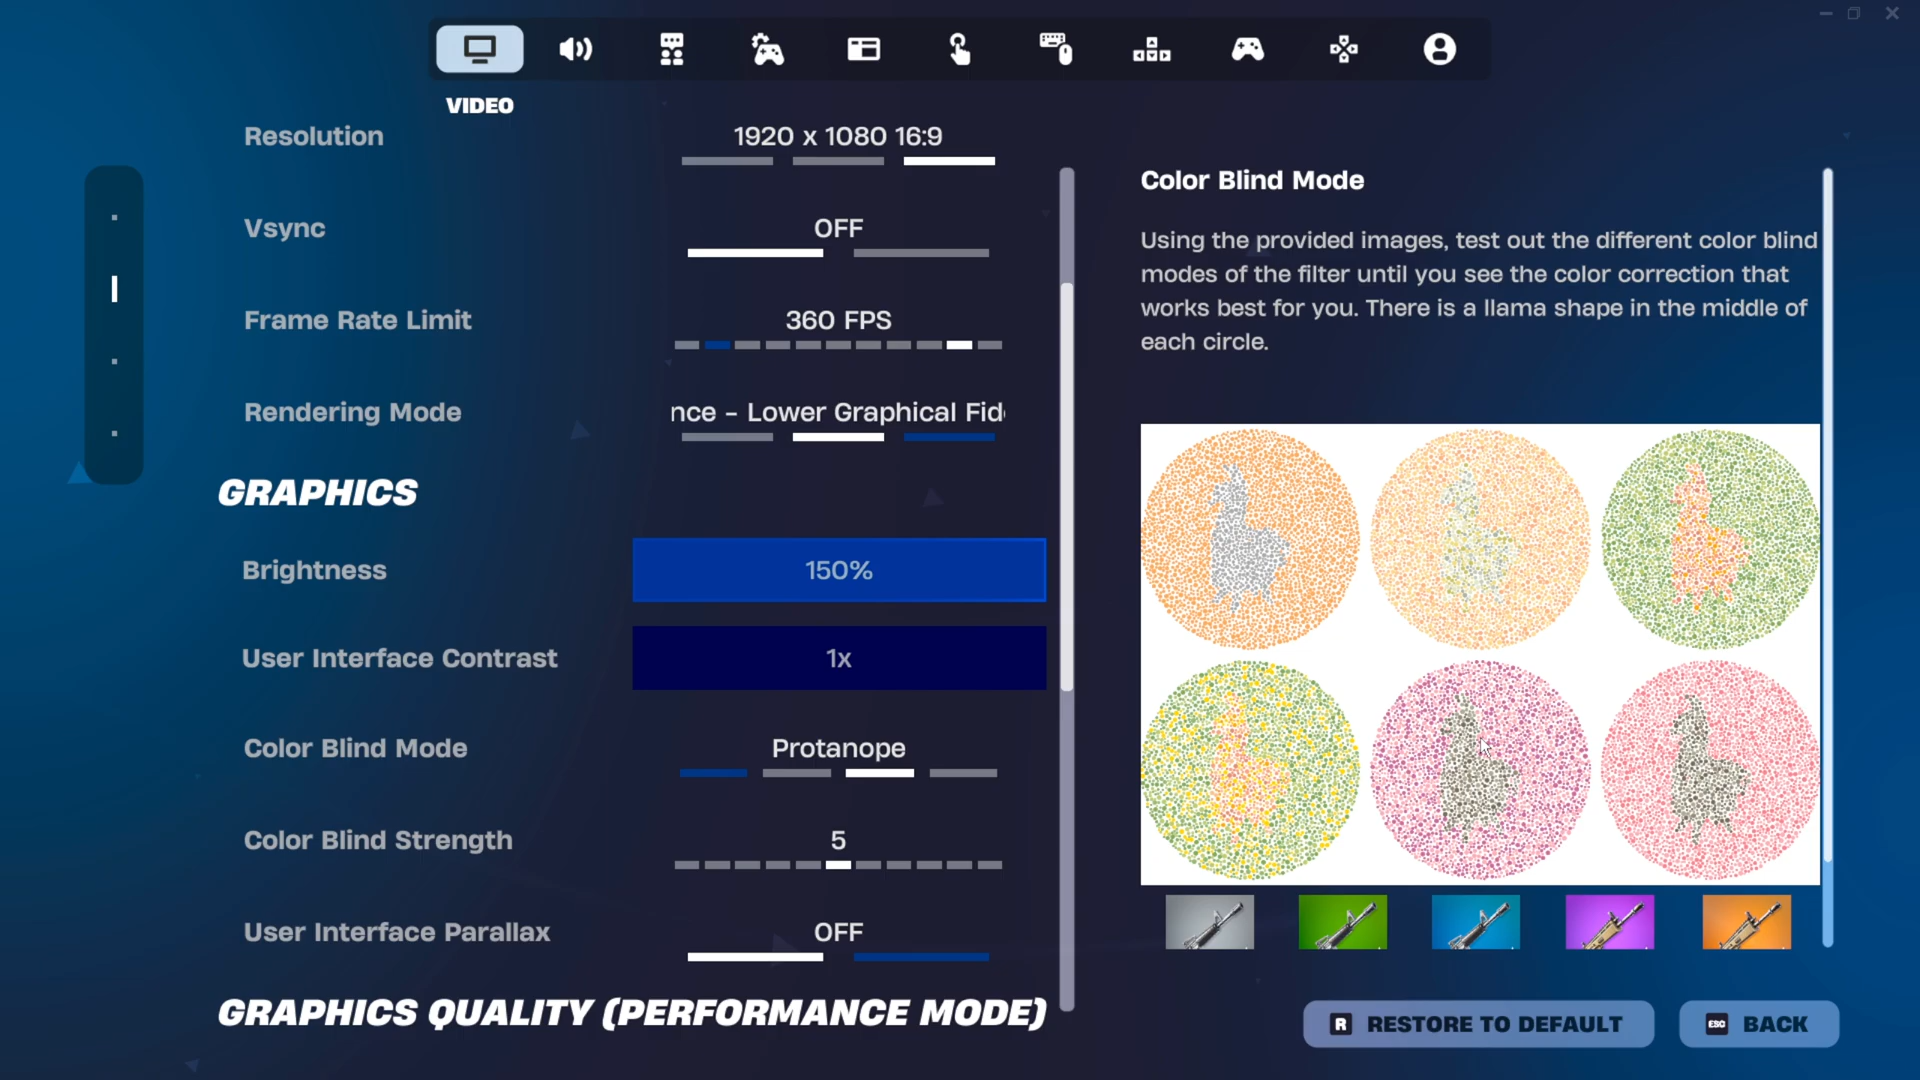 VIDEO
Resolution
1920 x 1080 16:9
Vsync
OFF
Frame Rate Limit
360 FPS
Rendering Mode
nce - Lower Graphical Fid
GRAPHICS
Brightness
150%
User Interface Contrast
1x
Color Blind Mode
Protanope
Color Blind Strength
5
User Interface Parallax
OFF
GRAPHICS QUALITY (PERFORMANCE MODE)
Color Blind Mode
Using the provided images, test out the different color blind
modes of the filter until you see the color correction that
works best for you. There is a llama shape in the middle of
each circle.
R RESTORE TO DEFAULT
ESC BACK